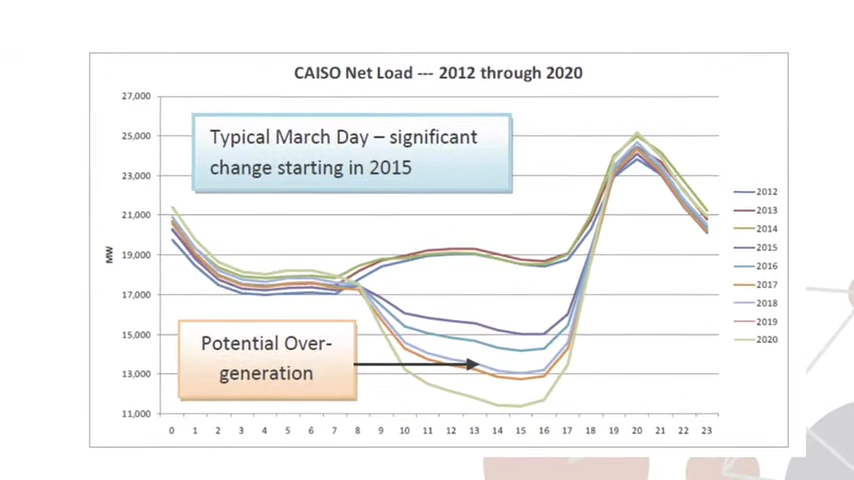 CAISO Net Load --- 2012 through 2020
27,000
25,000
23,000
21,000
19,000
17,000
15,000
13,000
11,000
MW
Typical March Day – significant
change starting in 2015
Potential Over-
generation
0 1 2 3 4 5 6 7 8 9 10 11 12 13 14 15 16 17 18 19 20 21 22 23
2012
2013
2014
2015
2016
2017
2018
2019
2020